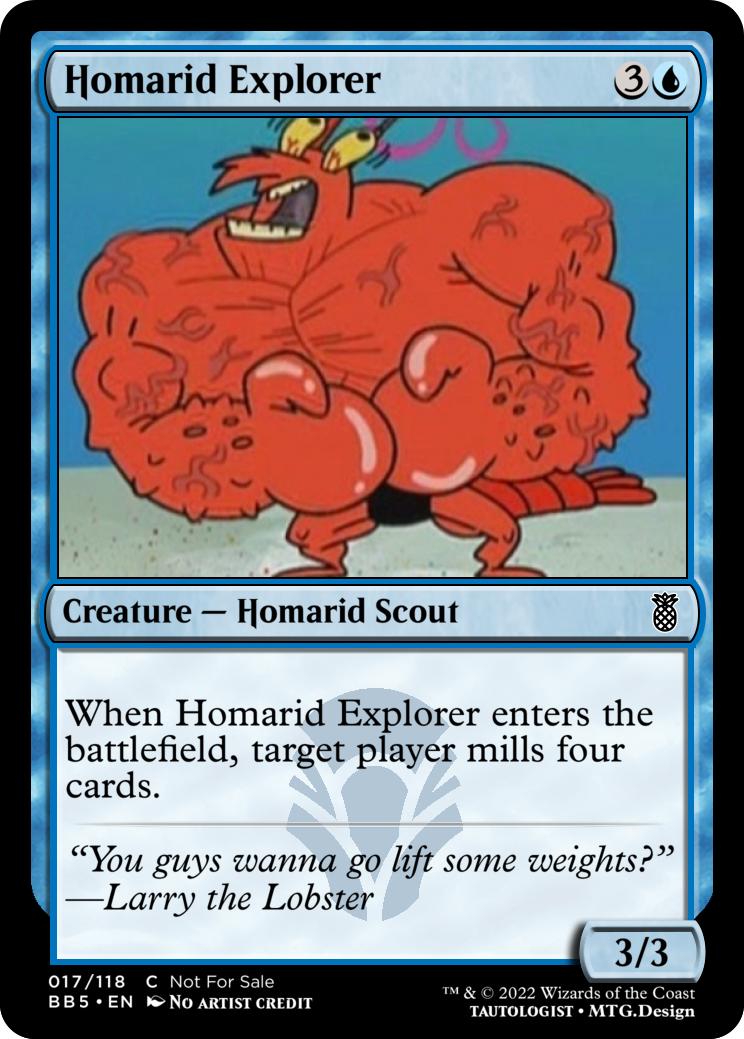 Homarid Explorer 3
Creature — Homarid Scout
When Homarid Explorer enters the
battlefield, target player mills four
cards.
“You guys wanna go lift some weights?”
—Larry the Lobster
3/3
017/118 C Not For Sale
BB5 • EN No artist credit
™ & © 2022 Wizards of the Coast
TAUTOLOGIST • MTG.Design